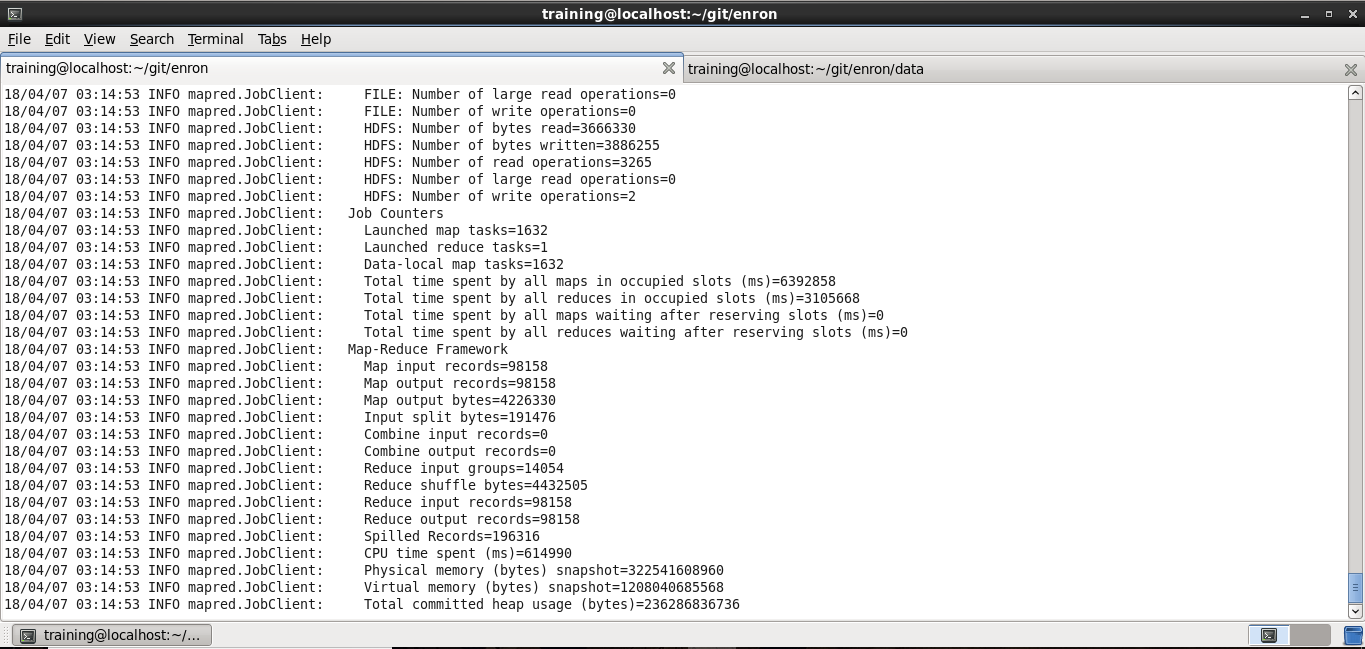 training@localhost:~/git/enron
File Edit View Search Terminal Tabs Help
training@localhost:~/git/enron
training@localhost:~/git/enron/data
18/04/07 03:14:53 INFO mapred.JobClient:     FILE: Number of large read operations=0
18/04/07 03:14:53 INFO mapred.JobClient:     FILE: Number of write operations=0
18/04/07 03:14:53 INFO mapred.JobClient:     HDFS: Number of bytes read=3666330
18/04/07 03:14:53 INFO mapred.JobClient:     HDFS: Number of bytes written=3886255
18/04/07 03:14:53 INFO mapred.JobClient:     HDFS: Number of read operations=3265
18/04/07 03:14:53 INFO mapred.JobClient:     HDFS: Number of large read operations=0
18/04/07 03:14:53 INFO mapred.JobClient:     HDFS: Number of write operations=2
18/04/07 03:14:53 INFO mapred.JobClient:   Job Counters
18/04/07 03:14:53 INFO mapred.JobClient:     Launched map tasks=1632
18/04/07 03:14:53 INFO mapred.JobClient:     Launched reduce tasks=1
18/04/07 03:14:53 INFO mapred.JobClient:     Data-local map tasks=1632
18/04/07 03:14:53 INFO mapred.JobClient:     Total time spent by all maps in occupied slots (ms)=6392858
18/04/07 03:14:53 INFO mapred.JobClient:     Total time spent by all reduces in occupied slots (ms)=3105668
18/04/07 03:14:53 INFO mapred.JobClient:     Total time spent by all maps waiting after reserving slots (ms)=0
18/04/07 03:14:53 INFO mapred.JobClient:     Total time spent by all reduces waiting after reserving slots (ms)=0
18/04/07 03:14:53 INFO mapred.JobClient:   Map-Reduce Framework
18/04/07 03:14:53 INFO mapred.JobClient:     Map input records=98158
18/04/07 03:14:53 INFO mapred.JobClient:     Map output records=98158
18/04/07 03:14:53 INFO mapred.JobClient:     Map output bytes=4226330
18/04/07 03:14:53 INFO mapred.JobClient:     Input split bytes=191476
18/04/07 03:14:53 INFO mapred.JobClient:     Combine input records=0
18/04/07 03:14:53 INFO mapred.JobClient:     Combine output records=0
18/04/07 03:14:53 INFO mapred.JobClient:     Reduce input groups=14054
18/04/07 03:14:53 INFO mapred.JobClient:     Reduce shuffle bytes=4432505
18/04/07 03:14:53 INFO mapred.JobClient:     Reduce input records=98158
18/04/07 03:14:53 INFO mapred.JobClient:     Reduce output records=98158
18/04/07 03:14:53 INFO mapred.JobClient:     Spilled Records=196316
18/04/07 03:14:53 INFO mapred.JobClient:     CPU time spent (ms)=614990
18/04/07 03:14:53 INFO mapred.JobClient:     Physical memory (bytes) snapshot=322541608960
18/04/07 03:14:53 INFO mapred.JobClient:     Virtual memory (bytes) snapshot=1208040685568
18/04/07 03:14:53 INFO mapred.JobClient:     Total committed heap usage (bytes)=236286836736
training@localhost:~/...